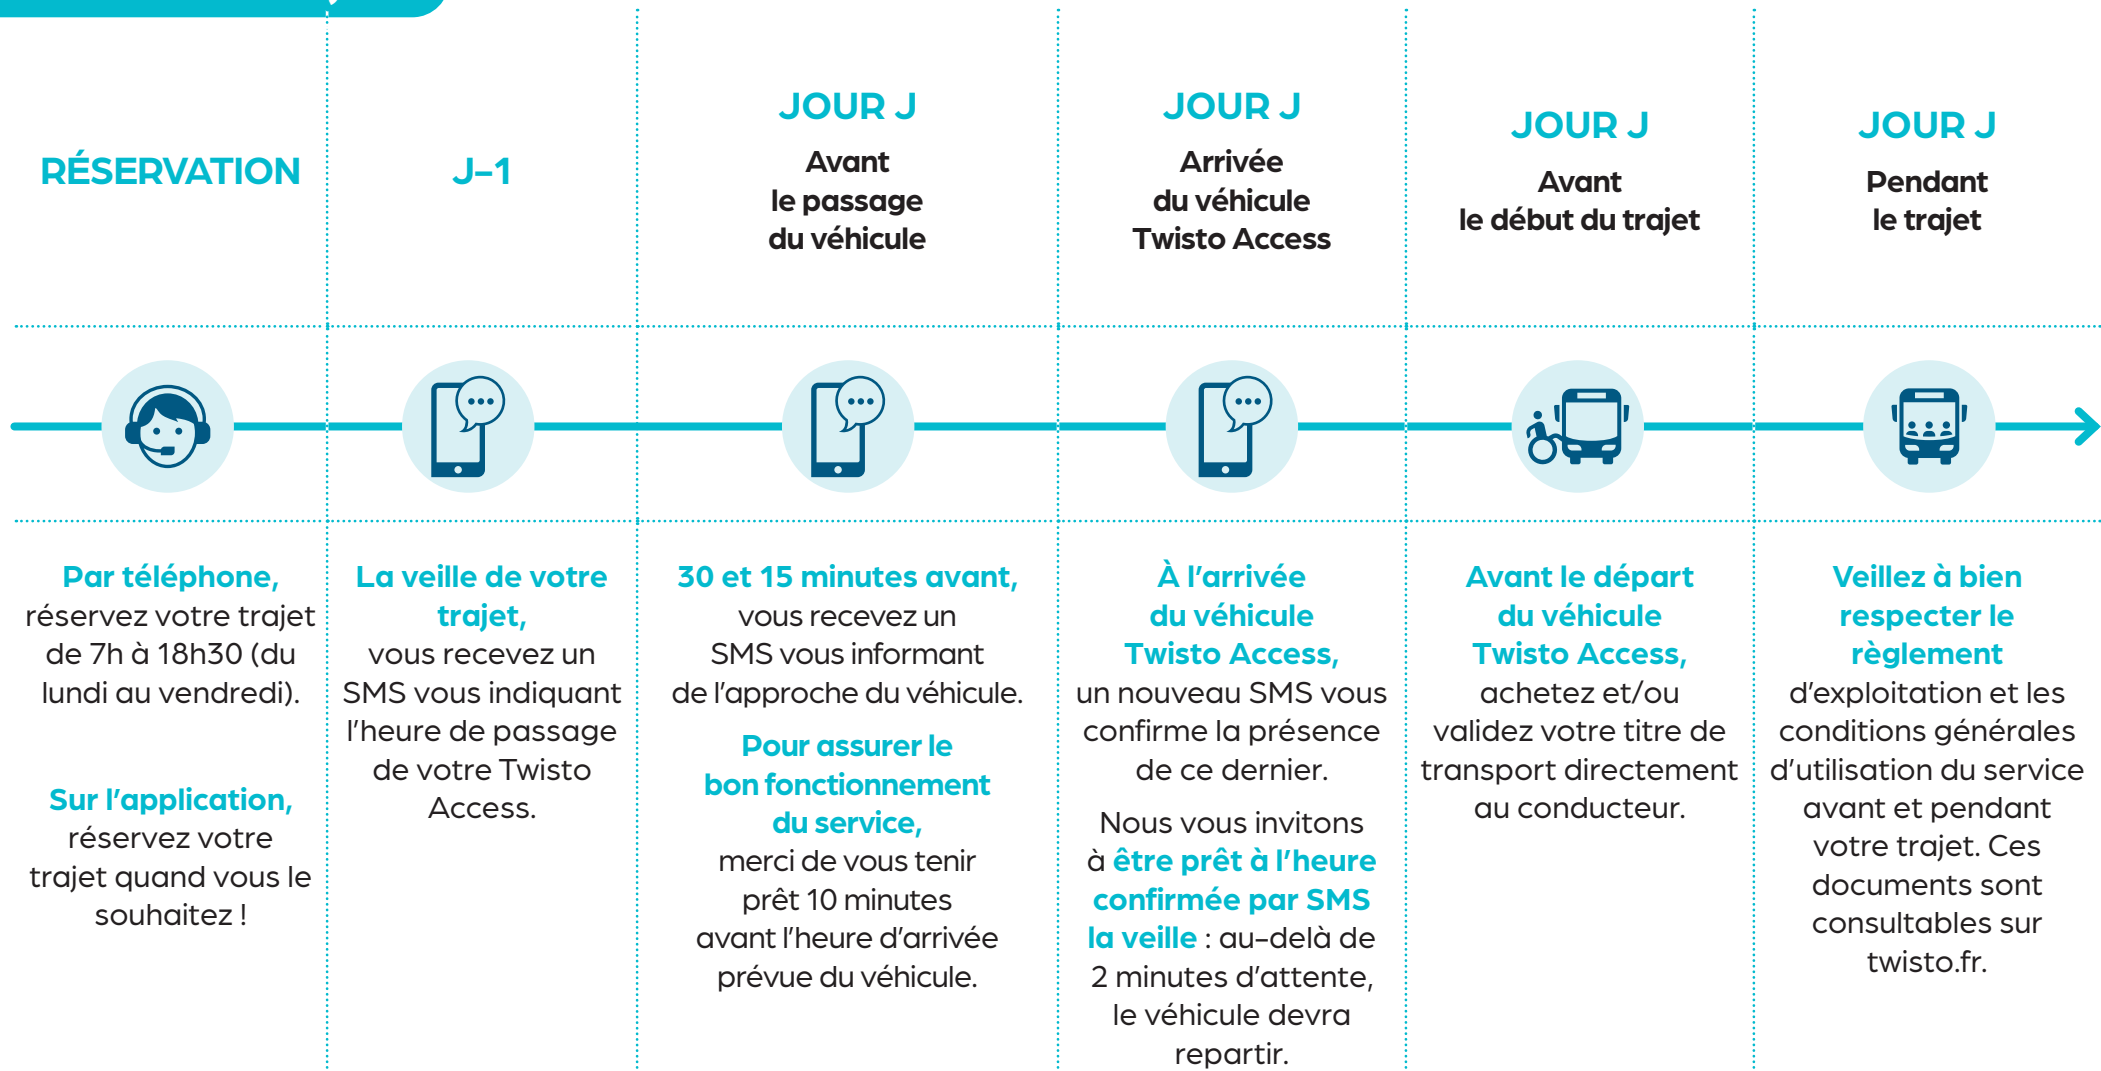 RÉSERVATION
J-1
JOUR J
Avant
le passage
du véhicule
JOUR J
Arrivée
du véhicule
Twisto Access
JOUR J
Avant
le début du trajet
JOUR J
Pendant
le trajet
Par téléphone,
réservez votre trajet
de 7h à 18h30 (du
lundi au vendredi).
Sur l'application,
réservez votre
trajet quand vous le
souhaitez !
La veille de votre
trajet,
vous recevez un
SMS vous indiquant
l'heure de passage
de votre Twisto
Access.
30 et 15 minutes avant,
vous recevez un
SMS vous informant
de l'approche du véhicule.
Pour assurer le
bon fonctionnement
du service,
merci de vous tenir
prêt 10 minutes
avant l'heure d'arrivée
prévue du véhicule.
À l'arrivée
du véhicule
Twisto Access,
un nouveau SMS vous
confirme la présence
de ce dernier.
Nous vous invitons
à être prêt à l'heure
confirmée par SMS
la veille : au-delà de
2 minutes d'attente,
le véhicule devra
repartir.
Avant le départ
du véhicule
Twisto Access,
achetez et/ou
validez votre titre de
transport directement
au conducteur.
Veillez à bien
respecter le
règlement
d'exploitation et les
conditions générales
d'utilisation du service
avant et pendant
votre trajet. Ces
documents sont
consultables sur
twisto.fr.